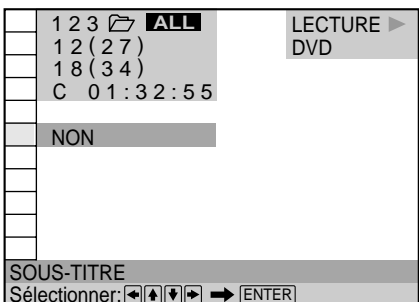 123 ALL
12(27)
18(34)
C 01:32:55
LECTURE
DVD
NON
SOUS-TITRE
Sélectionner: ENTER